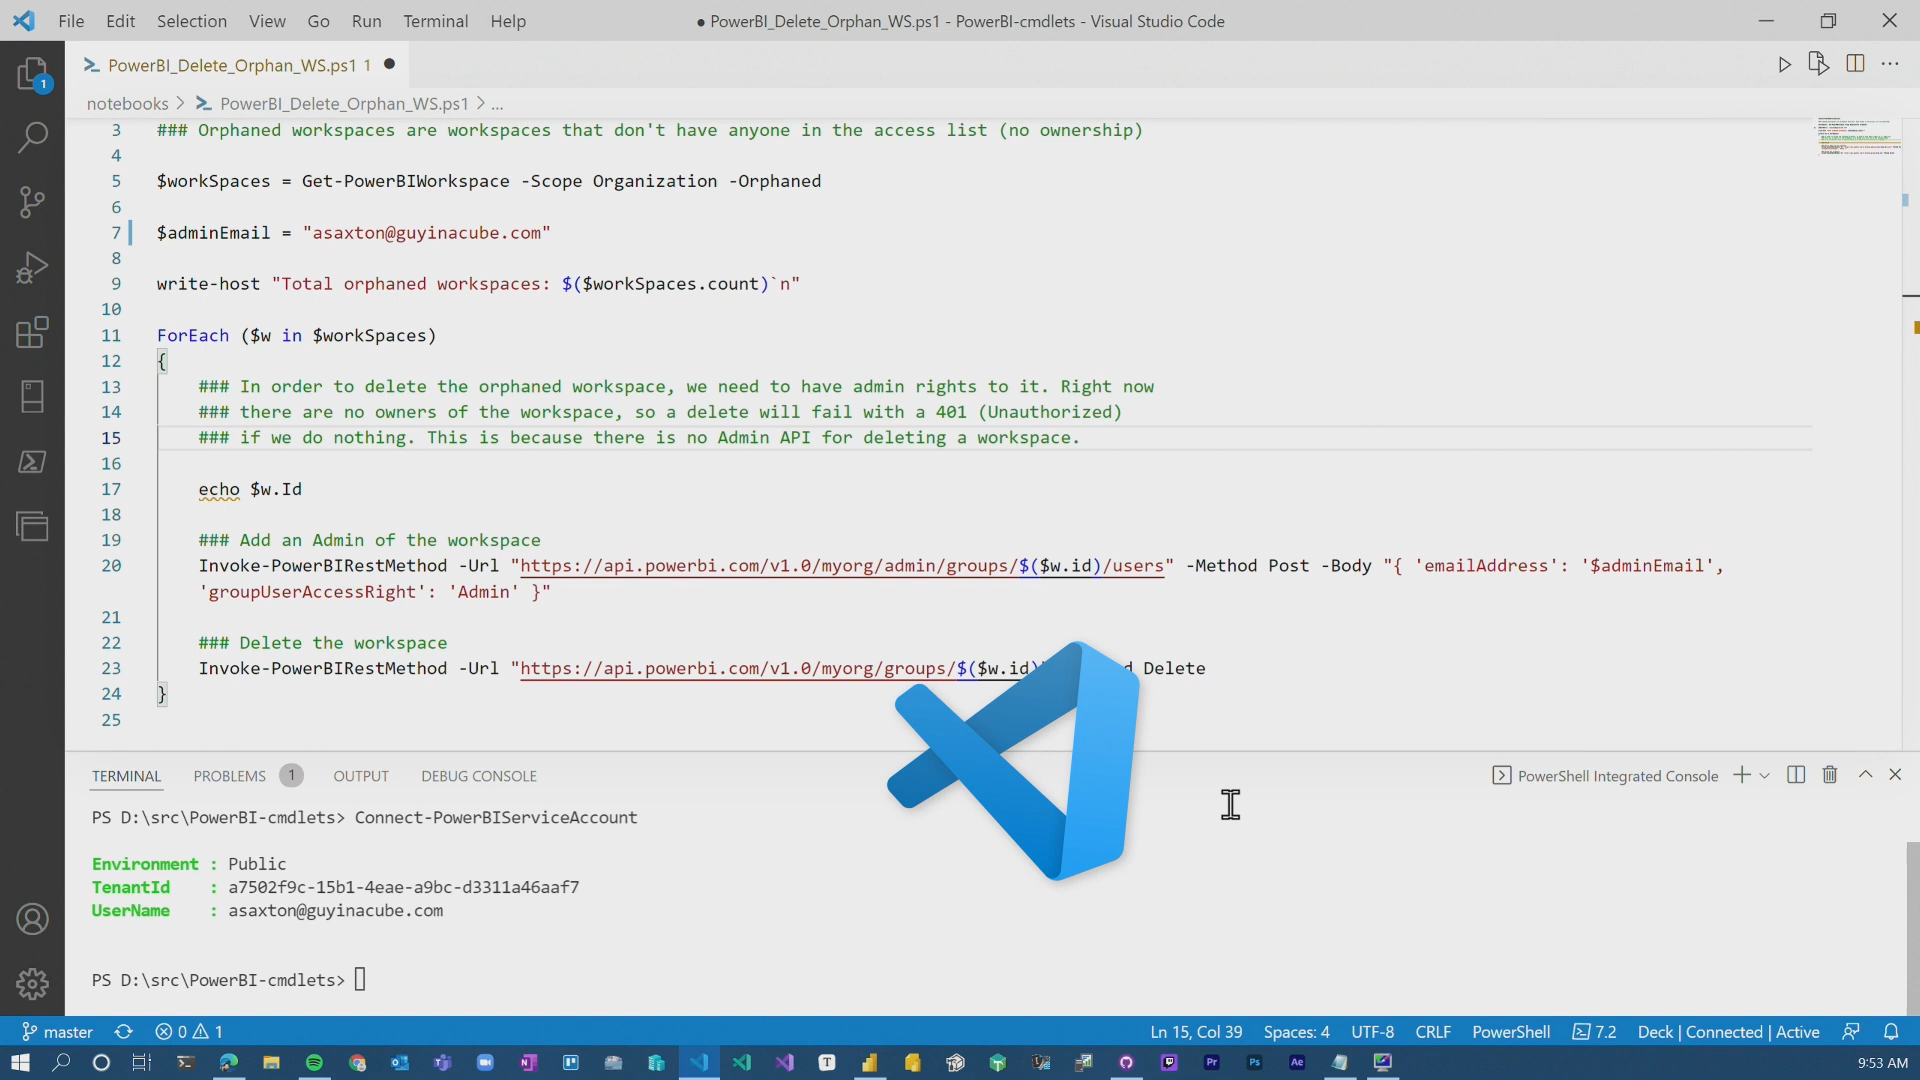 File Edit Selection View Go Run Terminal Help ● PowerBI_Delete_Orphan_WS.ps1 - PowerBI-cmdlets - Visual Studio Code
PowerBI_Delete_Orphan_WS.ps1 1
1
notebooks > PowerBI_Delete_Orphan_WS.ps1 > ...
3 ### Orphaned workspaces are workspaces that don't have anyone in the access list (no ownership)
4
5 $workSpaces = Get-PowerBIWorkspace -Scope Organization -Orphaned
6
7 $adminEmail = "asaxton@guyinacube.com"
8
9 write-host "Total orphaned workspaces: $($workSpaces.count)`n"
10
11 ForEach ($w in $workSpaces)
12 {
13 ### In order to delete the orphaned workspace, we need to have admin rights to it. Right now
14 ### there are no owners of the workspace, so a delete will fail with a 401 (Unauthorized)
15 ### if we do nothing. This is because there is no Admin API for deleting a workspace.
16
17 echo $w.Id
18
19 ### Add an Admin of the workspace
20 Invoke-PowerBIRestMethod -Url "https://api.powerbi.com/v1.0/myorg/admin/groups/$($w.id)/users" -Method Post -Body "{ 'emailAddress': '$adminEmail',
'groupUserAccessRight': 'Admin' }"
21
22 ### Delete the workspace
23 Invoke-PowerBIRestMethod -Url "https://api.powerbi.com/v1.0/myorg/groups/$($w.id) Delete
24 }
25
TERMINAL PROBLEMS 1 OUTPUT DEBUG CONSOLE PowerShell Integrated Console
PS D:\src\PowerBI-cmdlets> Connect-PowerBIServiceAccount
Environment : Public
TenantId : a7502f9c-15b1-4eae-a9bc-d3311a46aaf7
UserName : asaxton@guyinacube.com
PS D:\src\PowerBI-cmdlets>
master 0 1 Ln 15, Col 39 Spaces: 4 UTF-8 CRLF PowerShell 7.2 Deck | Connected | Active
T Pr Ps Ae 9:53 AM